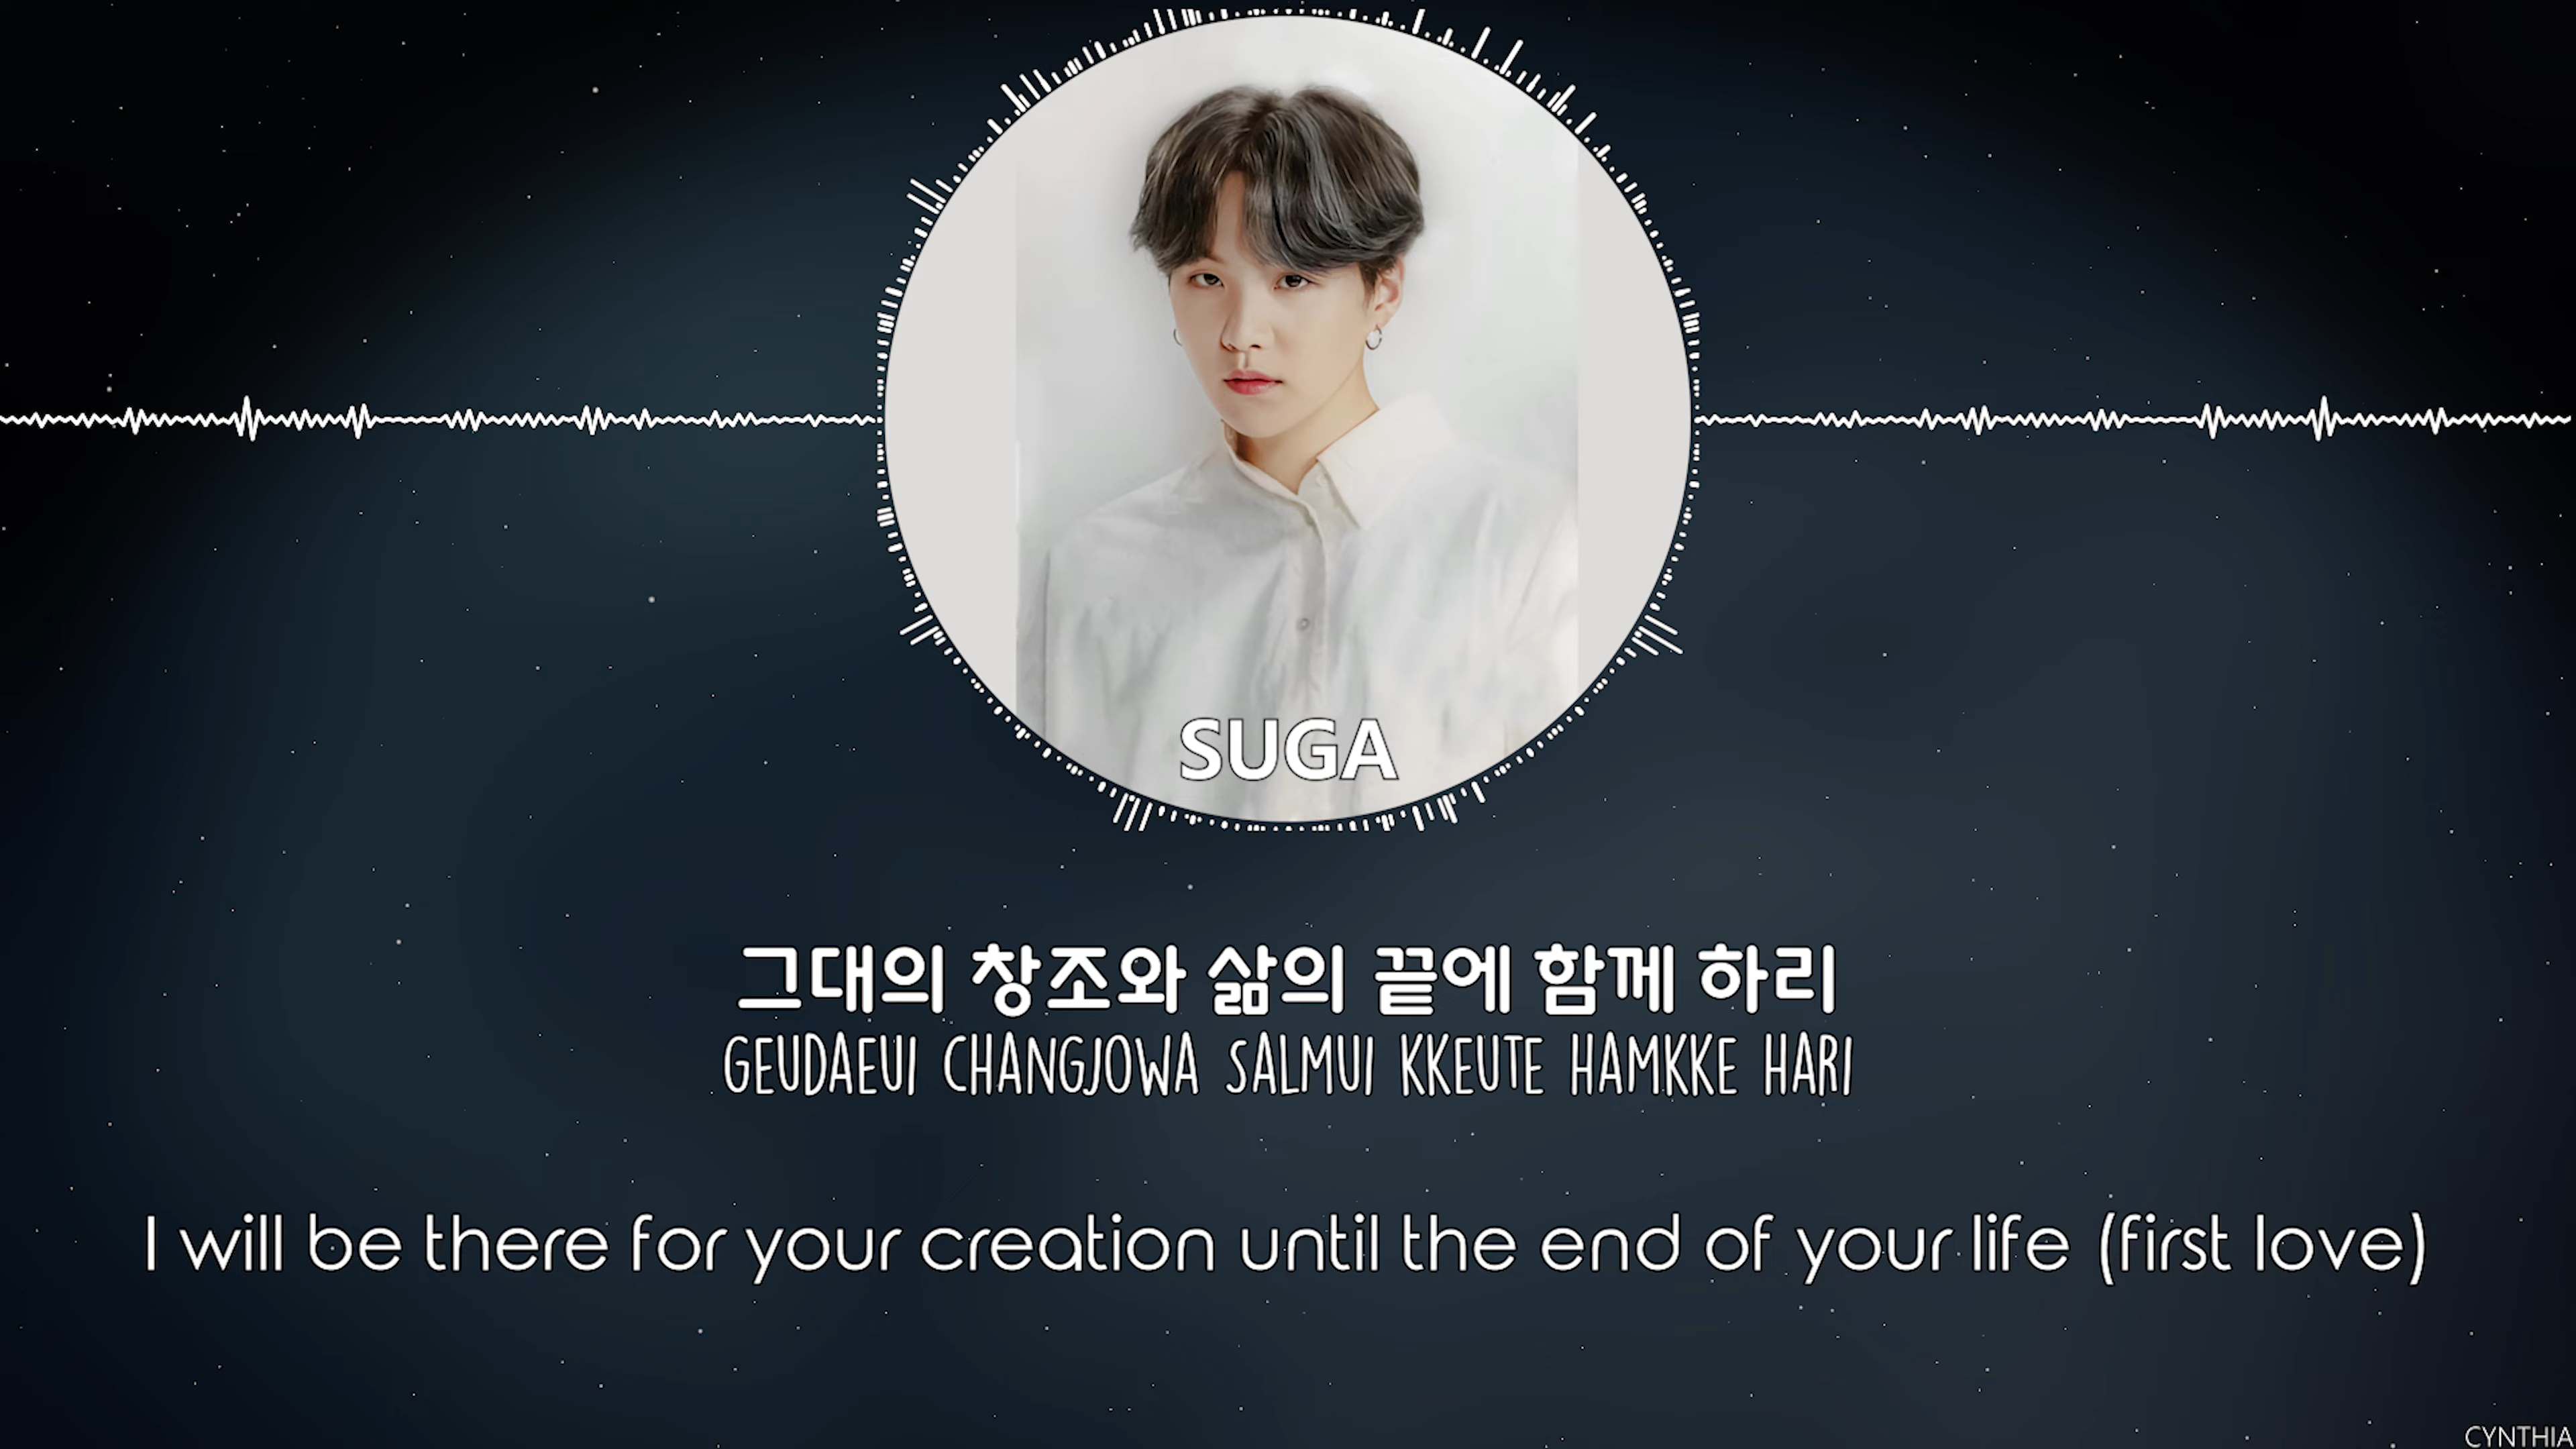 SUGA
그대의 창조와 삶의 끝에 함께 하리
GEUDAEUI CHANGJOWA SALMUI KKEUTE HAMKKE HARI
I will be there for your creation until the end of your life (first love)
CYNTHIA